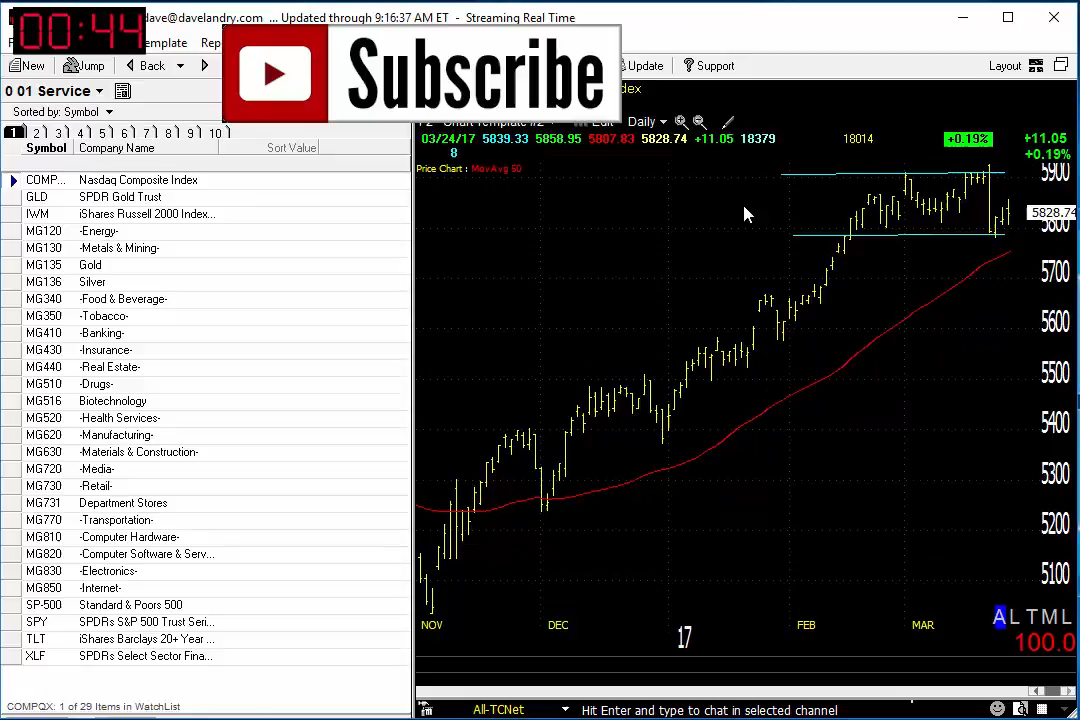 00:44
dave@davelandry.com ... Updated through 9:16:37 AM ET - Streaming Real Time
Template Rep
New Jump Back Update Support Layout
Subscribe
0 01 Service
dex
Sorted by: Symbol
Chart Template #2 Edit Daily
1 2 3 4 5 6 7 8 9 10
03/24/17 5839.33 5858.95 5807.83 5828.74 +11.05 18379 18014 +0.19% +11.05
8 +0.19%
Symbol Company Name Sort Value
Price Chart : MovAvg 50
COMP... Nasdaq Composite Index
GLD SPDR Gold Trust
IWM iShares Russell 2000 Index...
MG120 -Energy-
MG130 -Metals & Mining-
MG135 Gold
MG136 Silver
MG340 -Food & Beverage-
MG350 -Tobacco-
MG410 -Banking-
MG430 -Insurance-
MG440 -Real Estate-
MG510 -Drugs-
MG516 Biotechnology
MG520 -Health Services-
MG620 -Manufacturing-
MG630 -Materials & Construction-
MG720 -Media-
MG730 -Retail-
MG731 Department Stores
MG770 -Transportation-
MG810 -Computer Hardware-
MG820 -Computer Software & Serv...
MG830 -Electronics-
MG850 -Internet-
SP-500 Standard & Poors 500
SPY SPDRs S&P 500 Trust Seri...
TLT iShares Barclays 20+ Year ...
XLF SPDRs Select Sector Fina...
5900
5828.74
5800
5700
5600
5500
5400
5300
5200
5100
NOV DEC 17 FEB MAR
A L T M L
100.0
COMPQX: 1 of 29 Items in WatchList
All-TCNet Hit Enter and type to chat in selected channel